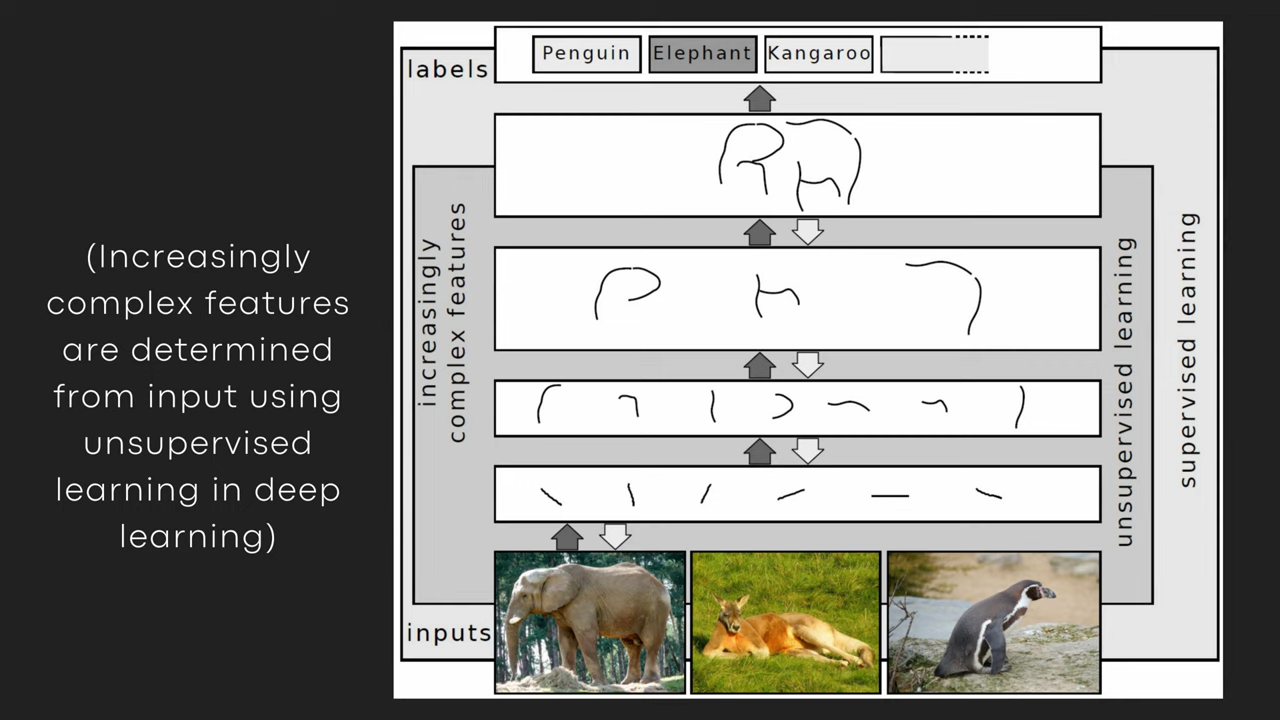 (Increasingly
complex features
are determined
from input using
unsupervised
learning in deep
learning)
labels
Penguin
Elephant
Kangaroo
increasingly
complex features
unsupervised learning
supervised learning
inputs